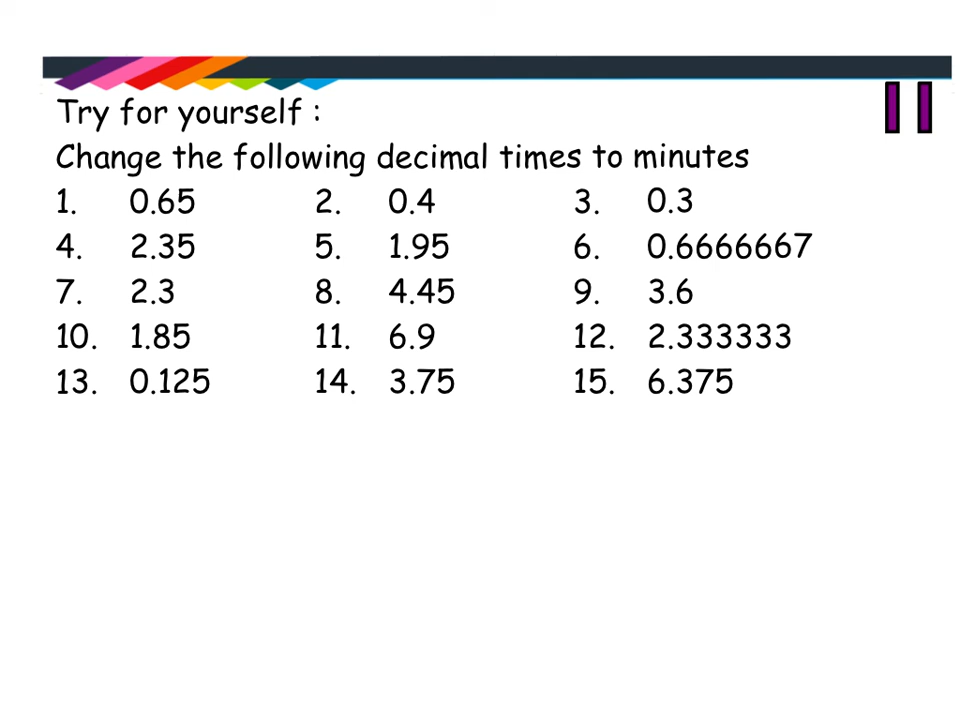 Try for yourself :
Change the following decimal times to minutes
1. 0.65 2. 0.4 3. 0.3
4. 2.35 5. 1.95 6. 0.6666667
7. 2.3 8. 4.45 9. 3.6
10. 1.85 11. 6.9 12. 2.333333
13. 0.125 14. 3.75 15. 6.375